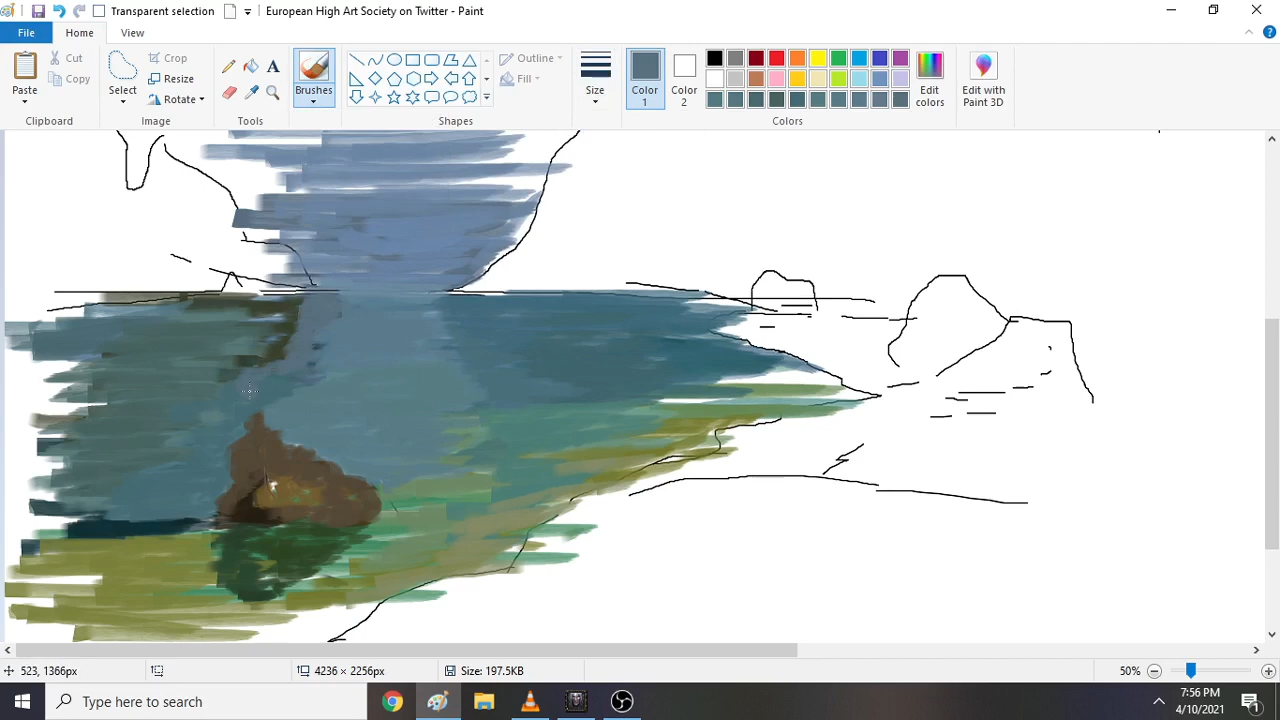 Transparent selection
European High Art Society on Twitter - Paint
File
Home
View
Paste
Cut
Copy
Clipboard
Select
Crop
Resize
Rotate
Image
A
Tools
Brushes
Outline
Fill
Shapes
Size
Color 1
Color 2
Edit colors
Edit with Paint 3D
Colors
523, 1366px
4236 × 2256px
Size: 197.5KB
50%
Type here to search
7:56 PM
4/10/2021
1